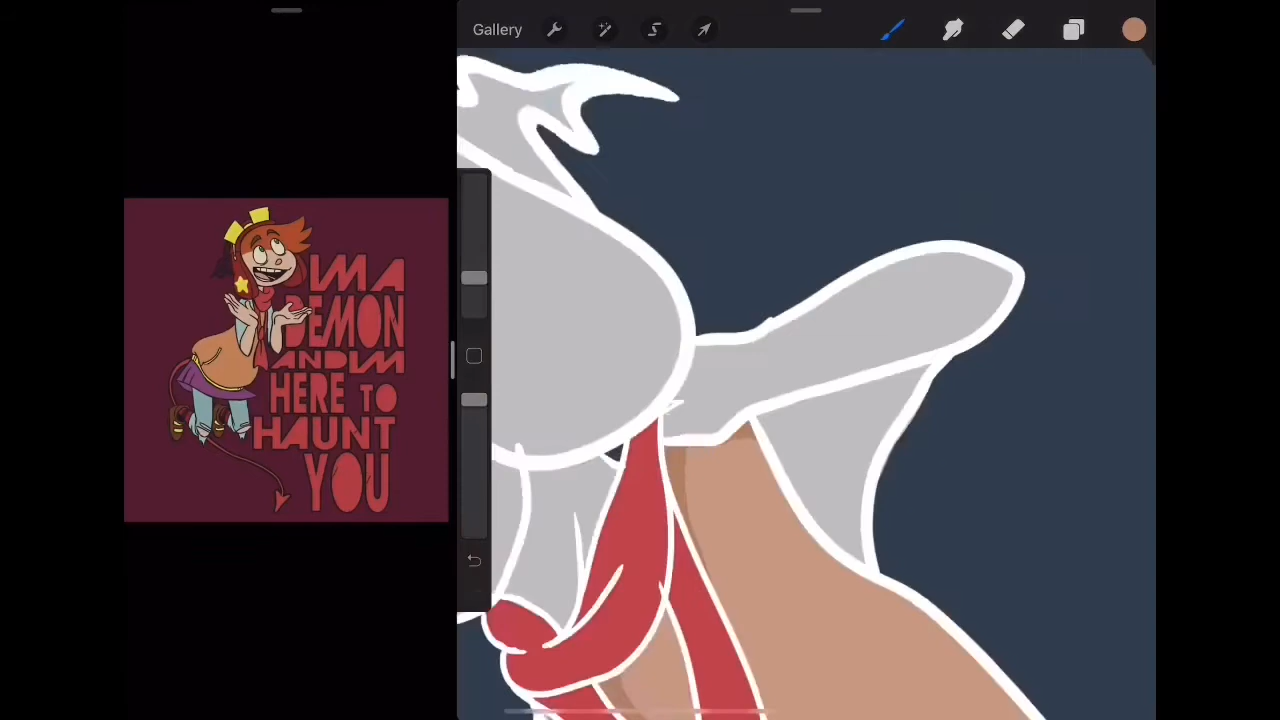 Gallery
IMA
DEMON
ANDIM
HERE TO
HAUNT
YOU